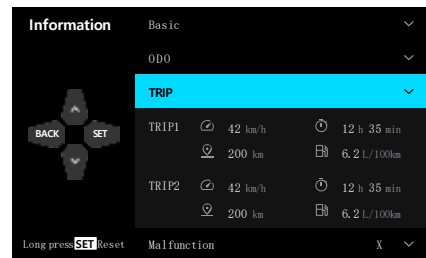 Information
Basic
ODO
TRIP
BACK
SET
TRIP1 42 km/h 12 h 35 min
200 km 6.2 L/100km
TRIP2 42 km/h 12 h 35 min
200 km 6.2 L/100km
Long press SET Reset
Malfunction X